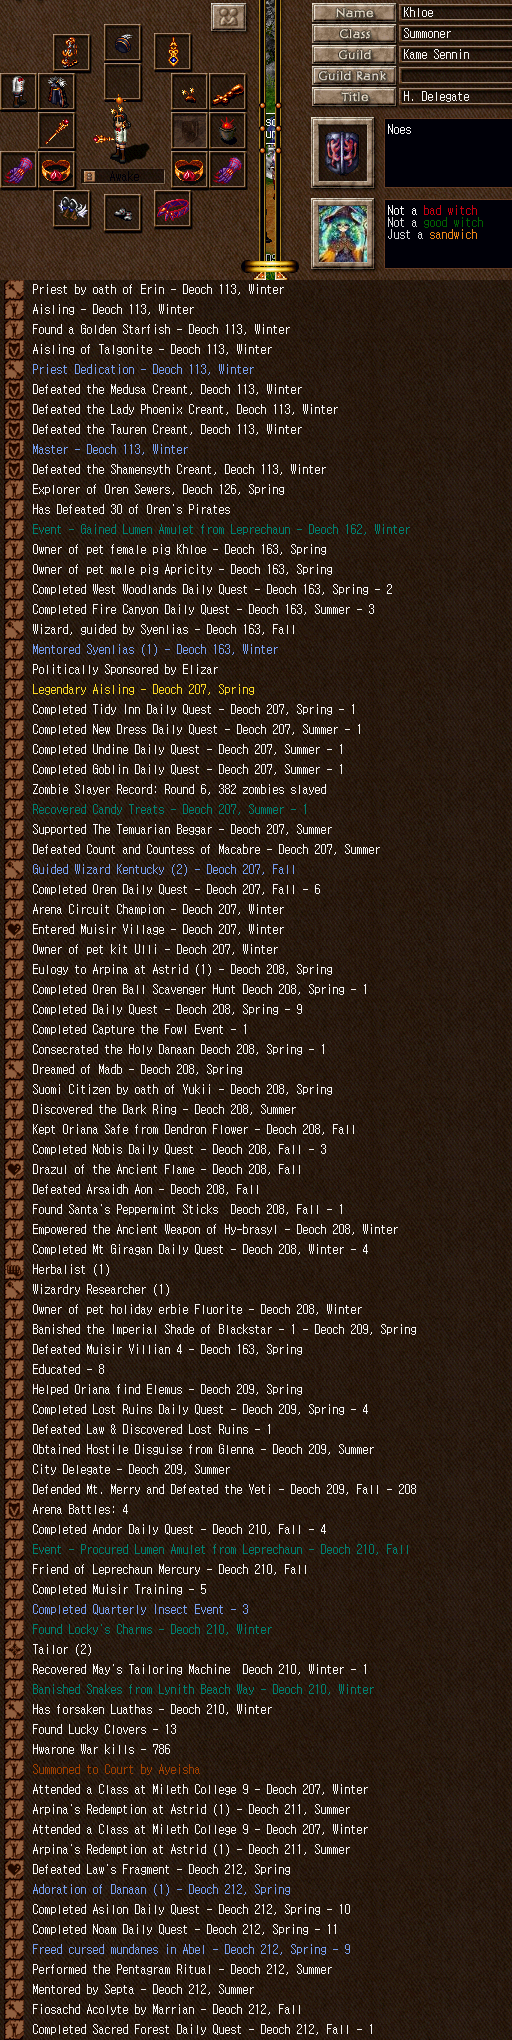 Name Khloe
Class Summoner
Guild Kame Sennin
Guild Rank
Title H. Delegate
Awake
Noes
Not a bad witch
Not a good witch
Just a sandwich
Priest by oath of Erin - Deoch 113, Winter
Aisling - Deoch 113, Winter
Found a Golden Starfish - Deoch 113, Winter
Aisling of Talgonite - Deoch 113, Winter
Priest Dedication - Deoch 113, Winter
Defeated the Medusa Creant, Deoch 113, Winter
Defeated the Lady Phoenix Creant, Deoch 113, Winter
Defeated the Tauren Creant, Deoch 113, Winter
Master - Deoch 113, Winter
Defeated the Shamensyth Creant, Deoch 113, Winter
Explorer of Oren Sewers, Deoch 126, Spring
Has Defeated 30 of Oren's Pirates
Event - Gained Lumen Amulet from Leprechaun - Deoch 162, Winter
Owner of pet female pig Khloe - Deoch 163, Spring
Owner of pet male pig Apricity - Deoch 163, Spring
Completed West Woodlands Daily Quest - Deoch 163, Spring - 2
Completed Fire Canyon Daily Quest - Deoch 163, Summer - 3
Wizard, guided by Syenlias - Deoch 163, Fall
Mentored Syenlias (1) - Deoch 163, Winter
Politically Sponsored by Elizar
Legendary Aisling - Deoch 207, Spring
Completed Tidy Inn Daily Quest - Deoch 207, Spring - 1
Completed New Dress Daily Quest - Deoch 207, Summer - 1
Completed Undine Daily Quest - Deoch 207, Summer - 1
Completed Goblin Daily Quest - Deoch 207, Summer - 1
Zombie Slayer Record: Round 6, 382 zombies slayed
Recovered Candy Treats - Deoch 207, Summer - 1
Supported The Temuarian Beggar - Deoch 207, Summer
Defeated Count and Countess of Macabre - Deoch 207, Summer
Guided Wizard Kentucky (2) - Deoch 207, Fall
Completed Oren Daily Quest - Deoch 207, Fall - 6
Arena Circuit Champion - Deoch 207, Winter
Entered Muisir Village - Deoch 207, Winter
Owner of pet kit Ulli - Deoch 207, Winter
Eulogy to Arpina at Astrid (1) - Deoch 208, Spring
Completed Oren Ball Scavenger Hunt Deoch 208, Spring - 1
Completed Daily Quest - Deoch 208, Spring - 9
Completed Capture the Fowl Event - 1
Consecrated the Holy Danaan Deoch 208, Spring - 1
Dreamed of Madb - Deoch 208, Spring
Suomi Citizen by oath of Yukii - Deoch 208, Spring
Discovered the Dark Ring - Deoch 208, Summer
Kept Oriana Safe from Dendron Flower - Deoch 208, Fall
Completed Nobis Daily Quest - Deoch 208, Fall - 3
Drazul of the Ancient Flame - Deoch 208, Fall
Defeated Arsaidh Aon - Deoch 208, Fall
Found Santa's Peppermint Sticks  Deoch 208, Fall - 1
Empowered the Ancient Weapon of Hy-brasyl - Deoch 208, Winter
Completed Mt Giragan Daily Quest - Deoch 208, Winter - 4
Herbalist (1)
Wizardry Researcher (1)
Owner of pet holiday erbie Fluorite - Deoch 208, Winter
Banished the Imperial Shade of Blackstar - 1 - Deoch 209, Spring
Defeated Muisir Villian 4 - Deoch 163, Spring
Educated - 8
Helped Oriana find Elemus - Deoch 209, Spring
Completed Lost Ruins Daily Quest - Deoch 209, Spring - 4
Defeated Law & Discovered Lost Ruins - 1
Obtained Hostile Disguise from Glenna - Deoch 209, Summer
City Delegate - Deoch 209, Summer
Defended Mt. Merry and Defeated the Yeti - Deoch 209, Fall - 208
Arena Battles: 4
Completed Andor Daily Quest - Deoch 210, Fall - 4
Event - Procured Lumen Amulet from Leprechaun - Deoch 210, Fall
Friend of Leprechaun Mercury - Deoch 210, Fall
Completed Muisir Training - 5
Completed Quarterly Insect Event - 3
Found Locky's Charms - Deoch 210, Winter
Tailor (2)
Recovered May's Tailoring Machine  Deoch 210, Winter - 1
Banished Snakes from Lynith Beach Way - Deoch 210, Winter
Has forsaken Luathas - Deoch 210, Winter
Found Lucky Clovers - 13
Hwarone War kills - 786
Summoned to Court by Ayeisha
Attended a Class at Mileth College 9 - Deoch 207, Winter
Arpina's Redemption at Astrid (1) - Deoch 211, Summer
Attended a Class at Mileth College 9 - Deoch 207, Winter
Arpina's Redemption at Astrid (1) - Deoch 211, Summer
Defeated Law's Fragment - Deoch 212, Spring
Adoration of Danaan (1) - Deoch 212, Spring
Completed Asilon Daily Quest - Deoch 212, Spring - 10
Completed Noam Daily Quest - Deoch 212, Spring - 11
Freed cursed mundanes in Abel - Deoch 212, Spring - 9
Performed the Pentagram Ritual - Deoch 212, Summer
Mentored by Septa - Deoch 212, Summer
Fiosachd Acolyte by Marrian - Deoch 212, Fall
Completed Sacred Forest Daily Quest - Deoch 212, Fall - 1